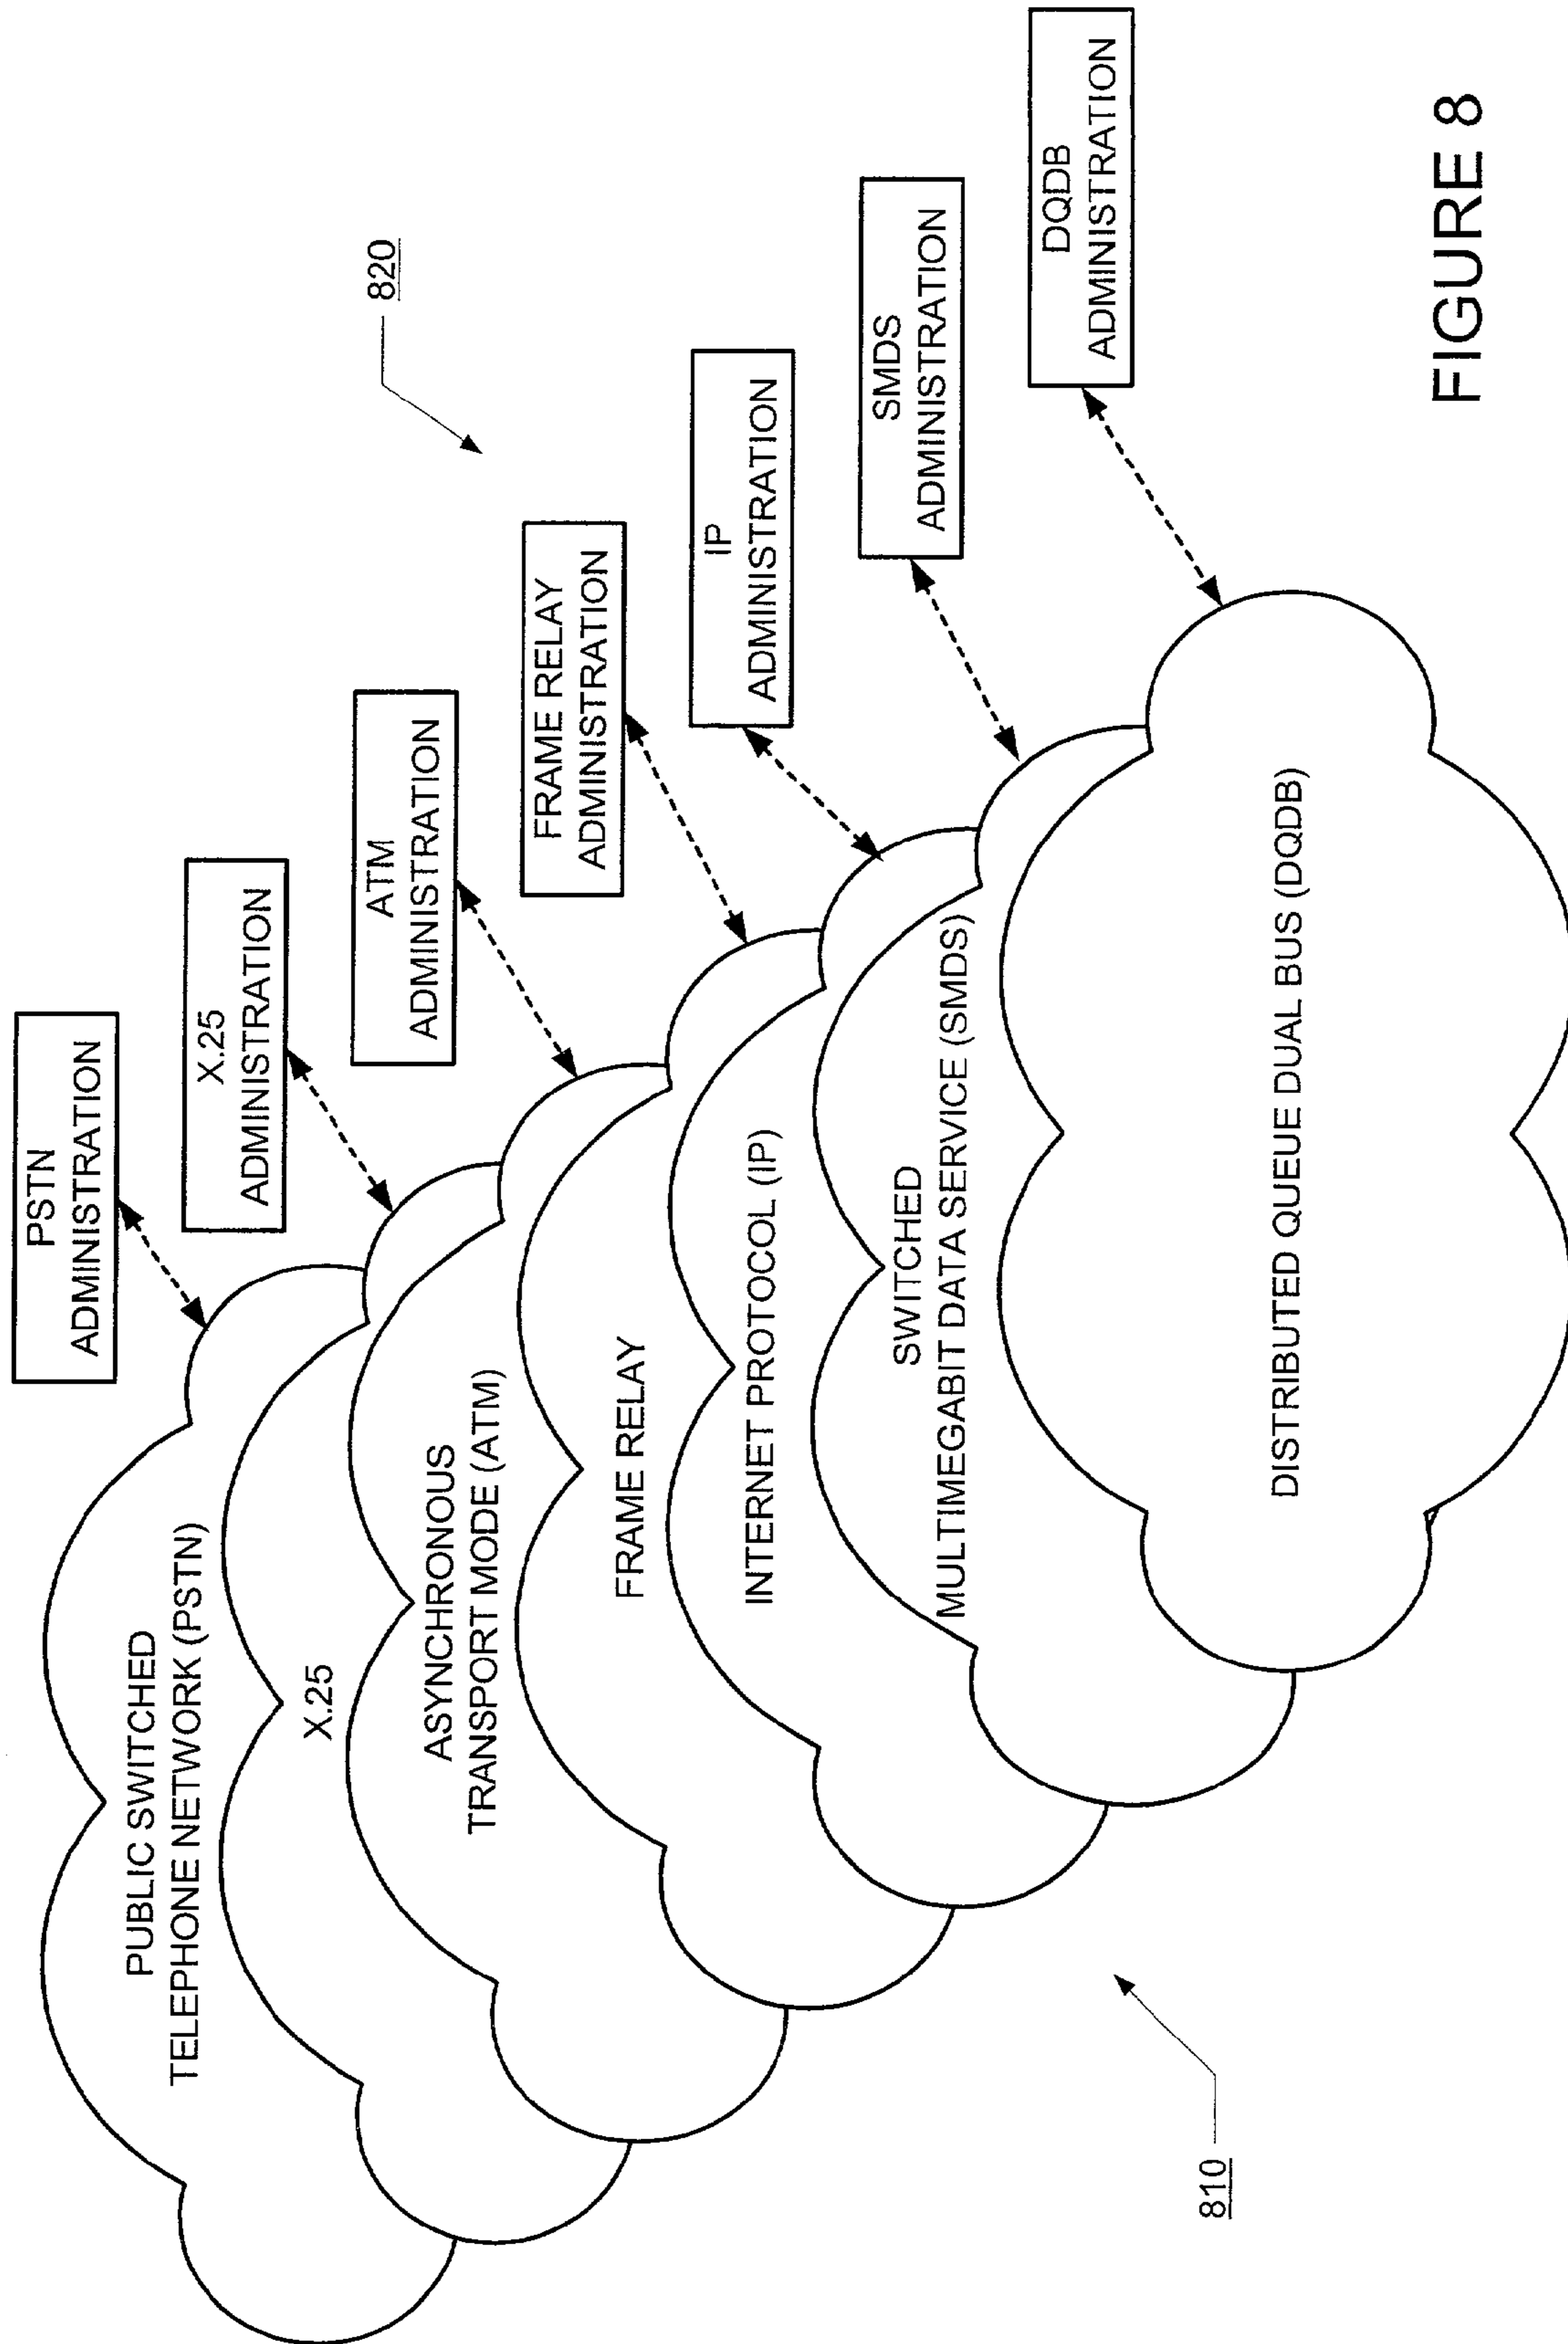 PUBLIC SWITCHED
TELEPHONE NETWORK (PSTN)
X.25
ASYNCHRONOUS
TRANSPORT MODE (ATM)
FRAME RELAY
INTERNET PROTOCOL (IP)
SWITCHED
MULTIMEGABIT DATA SERVICE (SMDS)
DISTRIBUTED QUEUE DUAL BUS (DQDB)
PSTN
ADMINISTRATION
X.25
ADMINISTRATION
ATM
ADMINISTRATION
FRAME RELAY
ADMINISTRATION
IP
ADMINISTRATION
SMDS
ADMINISTRATION
DQDB
ADMINISTRATION
820
810
FIGURE 8